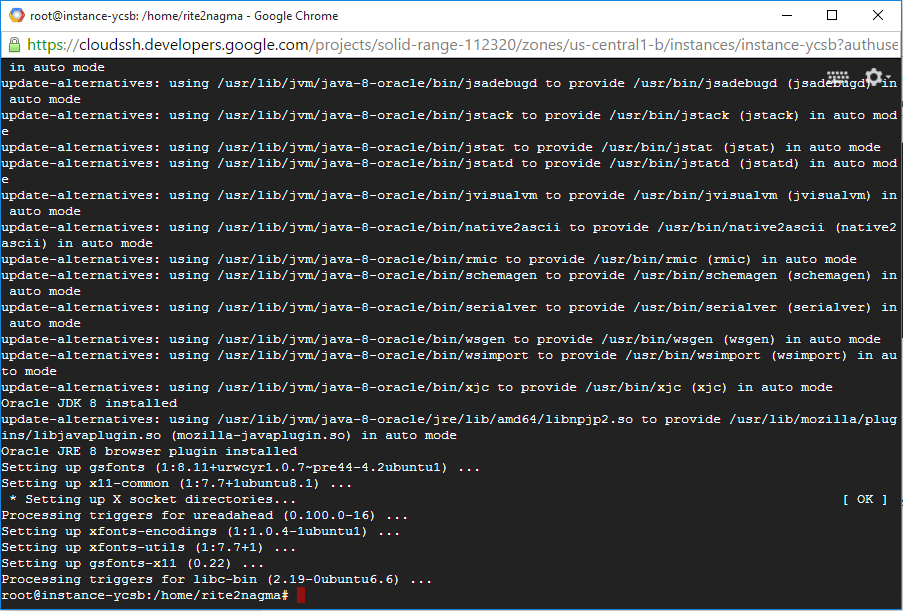 root@instance-ycsb: /home/rite2nagma - Google Chrome
https://cloudssh.developers.google.com/projects/solid-range-112320/zones/us-central1-b/instances/instance-ycsb?authuse
 in auto mode
update-alternatives: using /usr/lib/jvm/java-8-oracle/bin/jsadebugd to provide /usr/bin/jsadebugd (jsadebugd) in
 auto mode
update-alternatives: using /usr/lib/jvm/java-8-oracle/bin/jstack to provide /usr/bin/jstack (jstack) in auto mod
e
update-alternatives: using /usr/lib/jvm/java-8-oracle/bin/jstat to provide /usr/bin/jstat (jstat) in auto mode
update-alternatives: using /usr/lib/jvm/java-8-oracle/bin/jstatd to provide /usr/bin/jstatd (jstatd) in auto mod
e
update-alternatives: using /usr/lib/jvm/java-8-oracle/bin/jvisualvm to provide /usr/bin/jvisualvm (jvisualvm) in
 auto mode
update-alternatives: using /usr/lib/jvm/java-8-oracle/bin/native2ascii to provide /usr/bin/native2ascii (native2
ascii) in auto mode
update-alternatives: using /usr/lib/jvm/java-8-oracle/bin/rmic to provide /usr/bin/rmic (rmic) in auto mode
update-alternatives: using /usr/lib/jvm/java-8-oracle/bin/schemagen to provide /usr/bin/schemagen (schemagen) in
 auto mode
update-alternatives: using /usr/lib/jvm/java-8-oracle/bin/serialver to provide /usr/bin/serialver (serialver) in
 auto mode
update-alternatives: using /usr/lib/jvm/java-8-oracle/bin/wsgen to provide /usr/bin/wsgen (wsgen) in auto mode
update-alternatives: using /usr/lib/jvm/java-8-oracle/bin/wsimport to provide /usr/bin/wsimport (wsimport) in au
to mode
update-alternatives: using /usr/lib/jvm/java-8-oracle/bin/xjc to provide /usr/bin/xjc (xjc) in auto mode
Oracle JDK 8 installed
update-alternatives: using /usr/lib/jvm/java-8-oracle/jre/lib/amd64/libnpjp2.so to provide /usr/lib/mozilla/plug
ins/libjavaplugin.so (mozilla-javaplugin.so) in auto mode
Oracle JRE 8 browser plugin installed
Setting up gsfonts (1:8.11+urwcyr1.0.7~pre44-4.2ubuntu1) ...
Setting up x11-common (1:7.7+1ubuntu8.1) ...
 * Setting up X socket directories... [ OK ]
Processing triggers for ureadahead (0.100.0-16) ...
Setting up xfonts-encodings (1:1.0.4-1ubuntu1) ...
Setting up xfonts-utils (1:7.7+1) ...
Setting up gsfonts-x11 (0.22) ...
Processing triggers for libc-bin (2.19-0ubuntu6.6) ...
root@instance-ycsb:/home/rite2nagma#